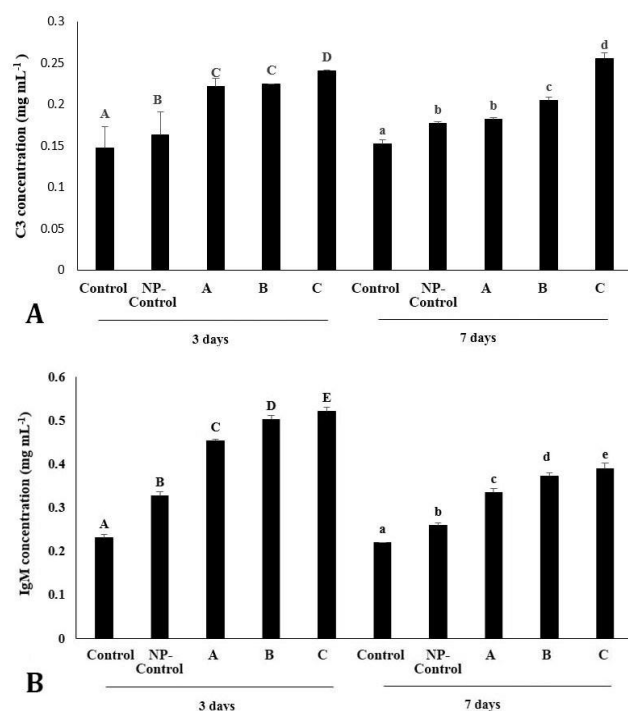 C3 concentration (mg mL-1)
0.3
0.25
0.2
0.15
0.1
0.05
0
A B C C D a b b c d
Control NP-Control A B C Control NP-Control A B C
3 days 7 days
A
IgM concentration (mg mL-1)
0.6
0.5
0.4
0.3
0.2
0.1
0
A B C D E a b c d e
Control NP-Control A B C Control NP-Control A B C
3 days 7 days
B